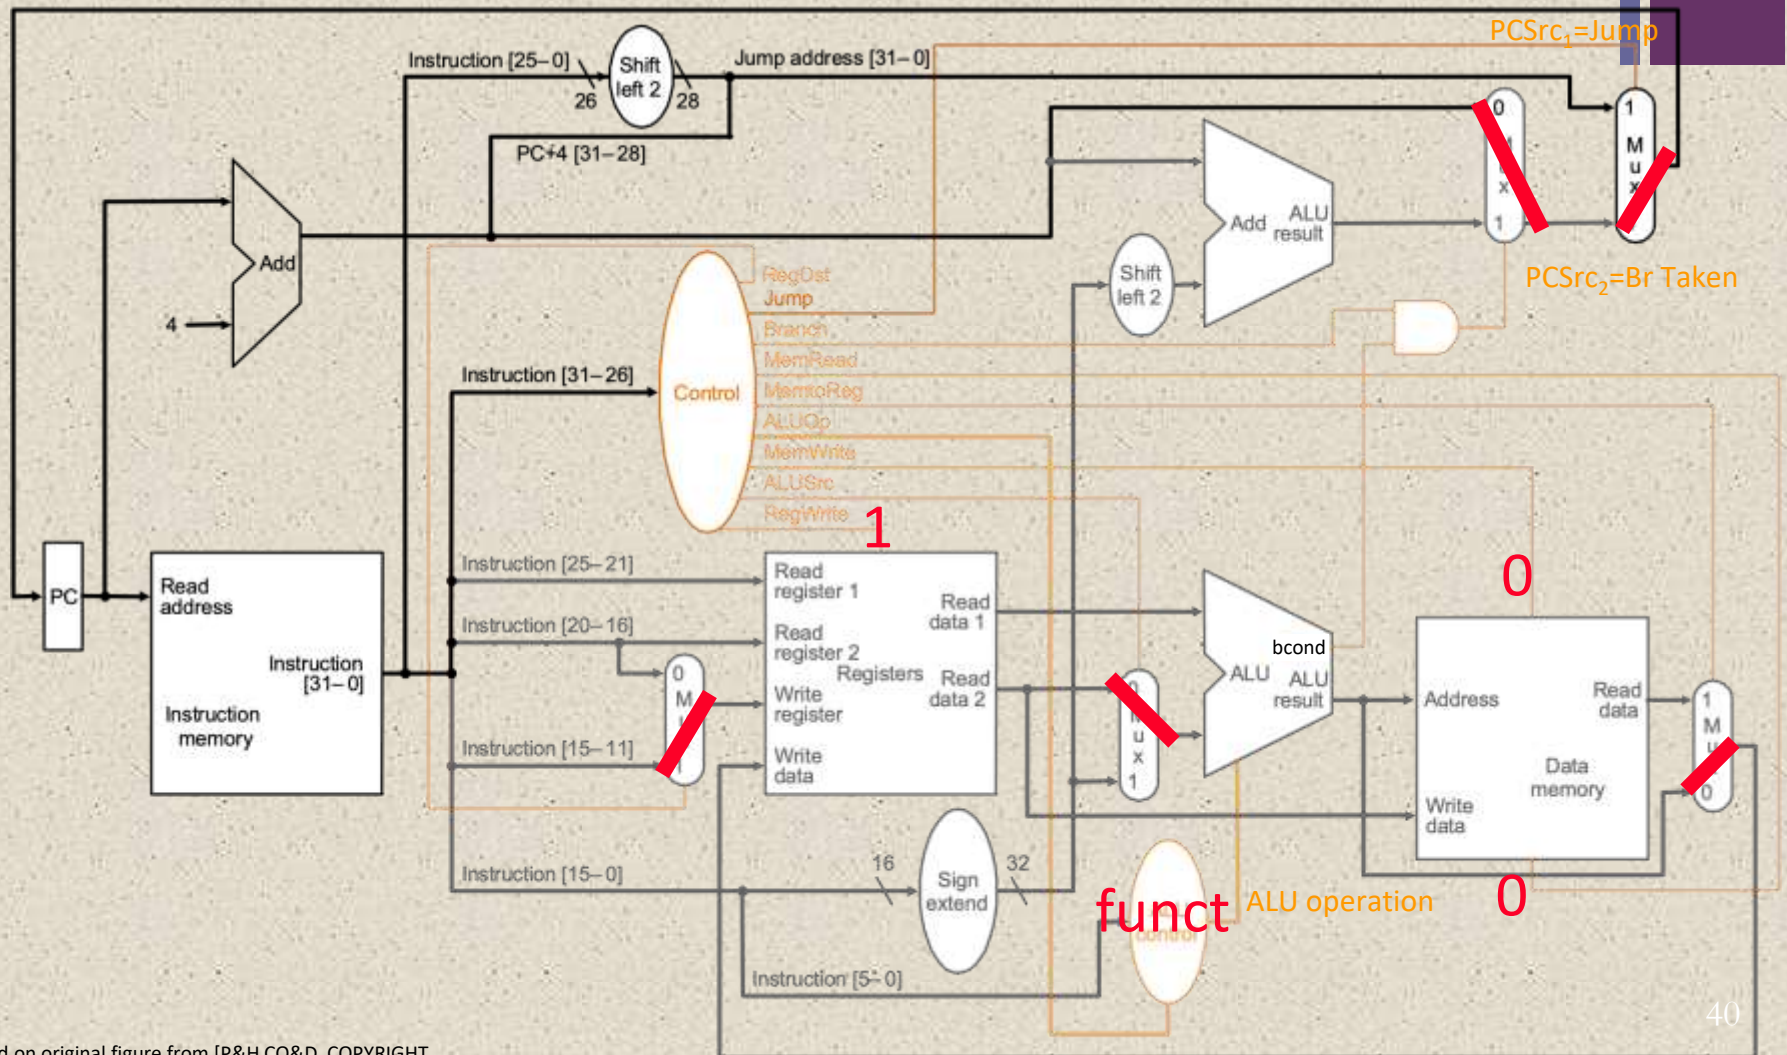 PCSrc1=Jump
Instruction [25–0]
Shift
left 2
26
28
Jump address [31–0]
PC+4 [31–28]
0
M
u
x
1
1
M
u
x
Add
ALU
result
Add
4
Shift
left 2
PCSrc2=Br Taken
RegDst
Jump
Branch
MemRead
MemtoReg
ALUOp
MemWrite
ALUSrc
RegWrite
Control
Instruction [31–26]
1
0
PC
Read
address
Instruction
[31–0]
Instruction
memory
Instruction [25–21]
Instruction [20–16]
Instruction [15–11]
0
M
Read
register 1
Read
register 2
Registers
Write
register
Write
data
Read
data 1
Read
data 2
0
M
u
x
1
bcond
ALU
ALU
result
Address
Read
data
Data
memory
Write
data
1
M
u
0
Instruction [15–0]
16
Sign
extend
32
funct
control
ALU operation
0
Instruction [5–0]
40
d on original figure from [P&H CO&D, COPYRIGHT